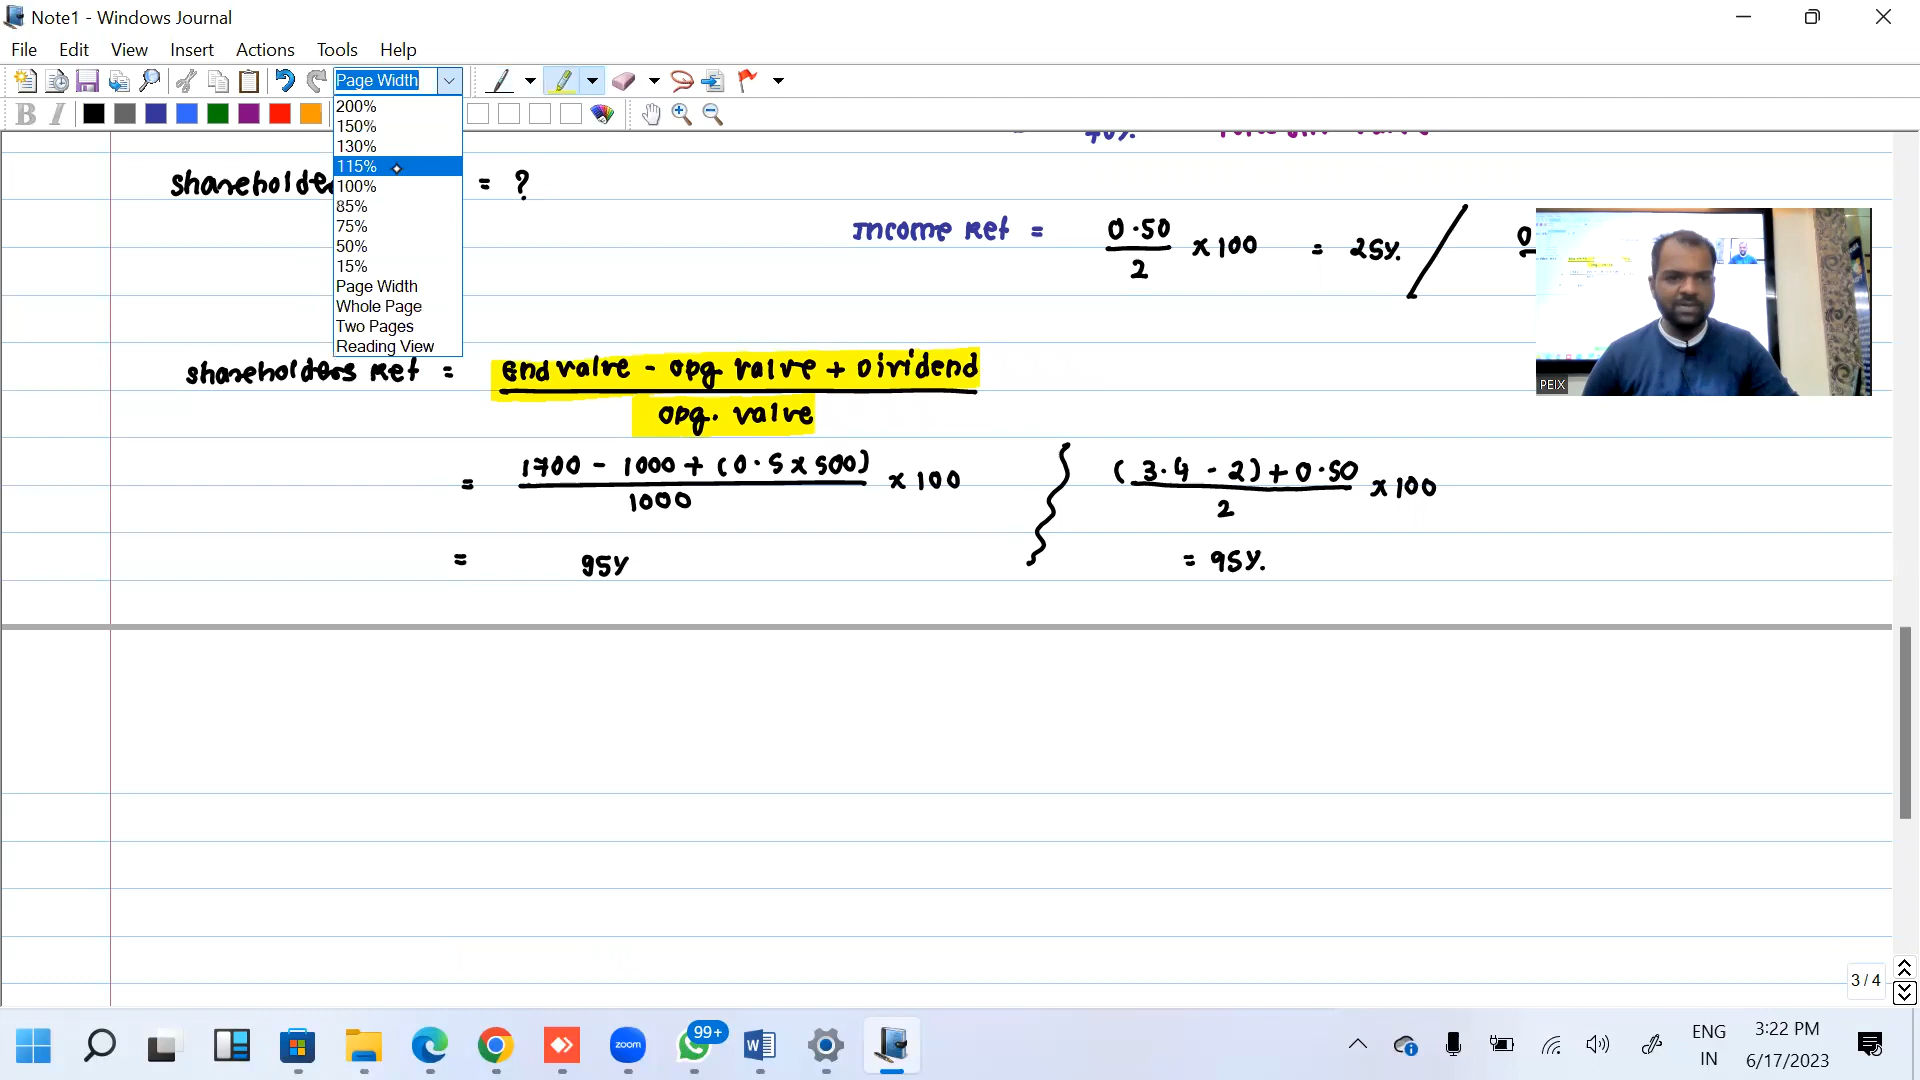 Note1 - Windows Journal
File Edit View Insert Actions Tools Help
Page Width
200%
150%
130%
115%
100%
85%
75%
50%
15%
Page Width
Whole Page
Two Pages
Reading View
B I
= ?
Income Ret = 0.50 / 2 x 100 = 25%
PEIX
shareholders Ret = End value - opg value + Dividend
opg. value
= 1700 - 1000 + (0.5 x 500) x 100
1000
(3.4 - 2) + 0.50 x 100
2
= 95%
= 95%
3 / 4
99+
zoom
ENG
IN
3:22 PM
6/17/2023